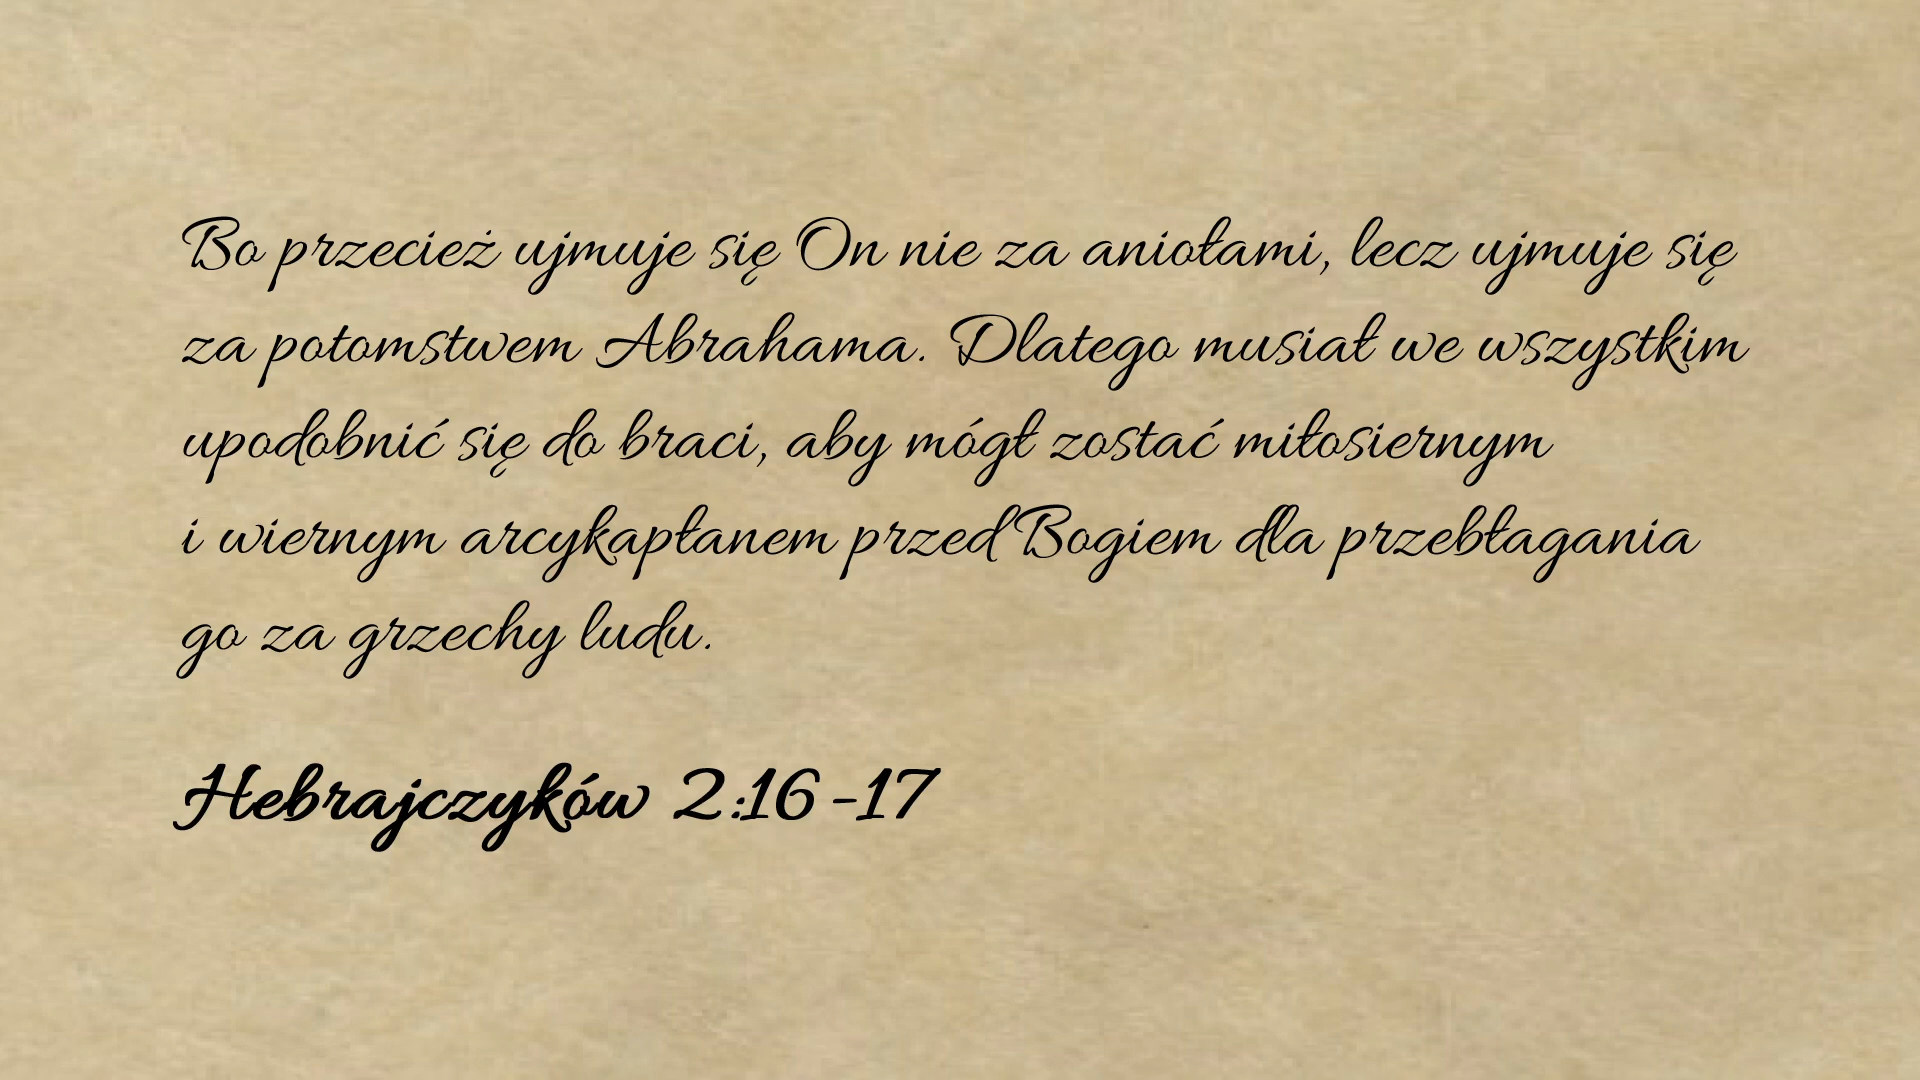 Bo przecież ujmuje się On nie za aniołami, lecz ujmuje się
za potomstwem Abrahama. Dlatego musiał we wszystkim
upodobnić się do braci, aby mógł zostać miłosiernym
i wiernym arcykapłanem przed Bogiem dla przebłagania
go za grzechy ludu.
Hebrajczyków 2:16-17